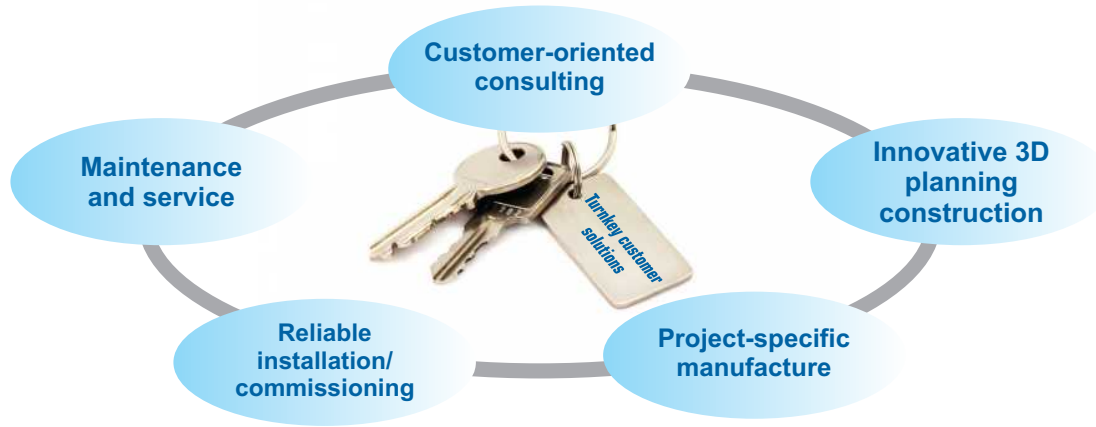 Customer-oriented
consulting
Maintenance
and service
Innovative 3D
planning
construction
Turnkey customer
solutions
Reliable
installation/
commissioning
Project-specific
manufacture